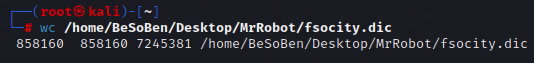 ┌──(root㉿kali)-[~]
└─# wc /home/BeSoBen/Desktop/MrRobot/fsocity.dic
 858160  858160 7245381 /home/BeSoBen/Desktop/MrRobot/fsocity.dic